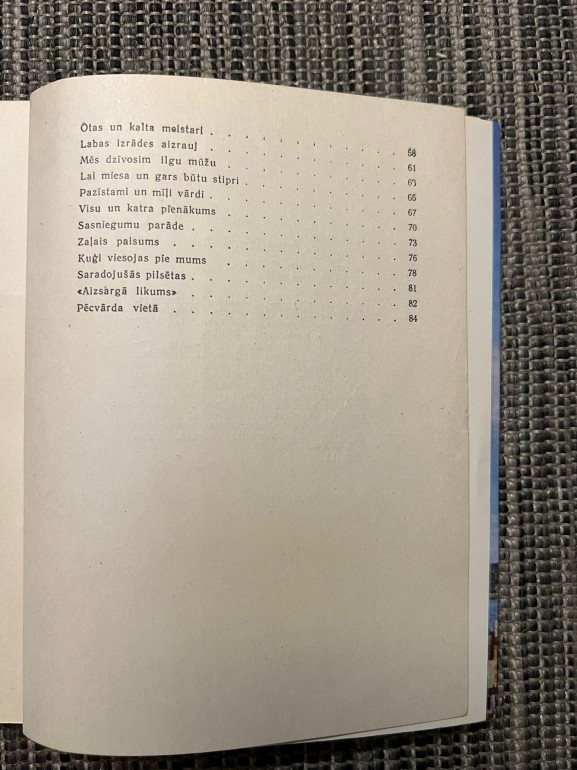 Otas un kalta meistari . . . . . . . . 58
Labas izrādes aizrauj . . . . . . . . 61
Mēs dzīvosim ilgu mūžu . . . . . . . . 63
Lai miesa un gars būtu stipri . . . . . . . . 65
Pazīstami un mīļi vārdi . . . . . . . . 67
Visu un katra pienākums . . . . . . . . 70
Sasniegumu parāde . . . . . . . . 73
Zaļais paisums . . . . . . . . 76
Kuģi viesojas pie mums . . . . . . . . 78
Saradojušās pilsētas . . . . . . . . 81
«Aizsargā likums» . . . . . . . . 82
Pēcvārda vietā . . . . . . . . 84